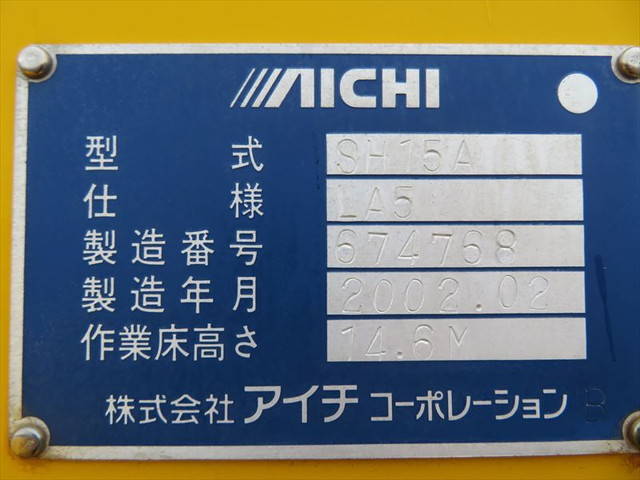 AICHI
型式 SH15A
仕様 LA5
製造番号 674768
製造年月 2002.02
作業床高さ 14.6M
株式会社 アイチ コーポレーション B